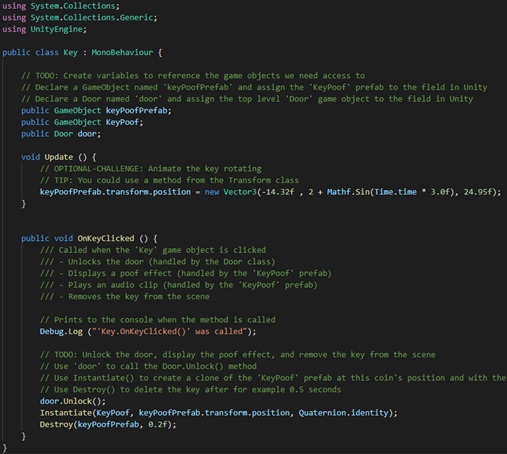 using System.Collections;
using System.Collections.Generic;
using UnityEngine;
public class Key : MonoBehaviour {
// TODO: Create variables to reference the game objects we need access to
// Declare a GameObject named 'keyPoofPrefab' and assign the 'KeyPoof' prefab to the field in Unity
// Declare a Door named 'door' and assign the top level 'Door' game object to the field in Unity
public GameObject keyPoofPrefab;
public GameObject KeyPoof;
public Door door;
void Update () {
// OPTIONAL-CHALLENGE: Animate the key rotating
// TIP: You could use a method from the Transform class
keyPoofPrefab.transform.position = new Vector3(-14.32f , 2 + Mathf.Sin(Time.time * 3.0f), 24.95f);
}
public void OnKeyClicked () {
/// Called when the 'Key' game object is clicked
/// - Unlocks the door (handled by the Door class)
/// - Displays a poof effect (handled by the 'KeyPoof' prefab)
/// - Plays an audio clip (handled by the 'KeyPoof' prefab)
/// - Removes the key from the scene
// Prints to the console when the method is called
Debug.Log ("'Key.OnKeyClicked()' was called");
// TODO: Unlock the door, display the poof effect, and remove the key from the scene
// Use 'door' to call the Door.Unlock() method
// Use Instantiate() to create a clone of the 'KeyPoof' prefab at this coin's position and with the
// Use Destroy() to delete the key after for example 0.5 seconds
door.Unlock();
Instantiate(KeyPoof, keyPoofPrefab.transform.position, Quaternion.identity);
Destroy(keyPoofPrefab, 0.2f);
}
}